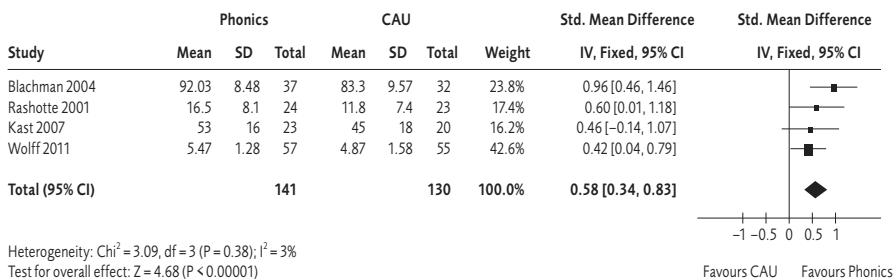 Phonics CAU Std. Mean Difference Std. Mean Difference
Study Mean SD Total Mean SD Total Weight IV, Fixed, 95% CI IV, Fixed, 95% CI
Blachman 2004 92.03 8.48 37 83.3 9.57 32 23.8% 0.96 [0.46, 1.46]
Rashotte 2001 16.5 8.1 24 11.8 7.4 23 17.4% 0.60 [0.01, 1.18]
Kast 2007 53 16 23 45 18 20 16.2% 0.46 [−0.14, 1.07]
Wolff 2011 5.47 1.28 57 4.87 1.58 55 42.6% 0.42 [0.04, 0.79]
Total (95% CI) 141 130 100.0% 0.58 [0.34, 0.83]
−1 −0.5 0 0.5 1
Heterogeneity: Chi² = 3.09, df = 3 (P = 0.38); I² = 3%
Test for overall effect: Z = 4.68 (P < 0.00001) Favours CAU Favours Phonics